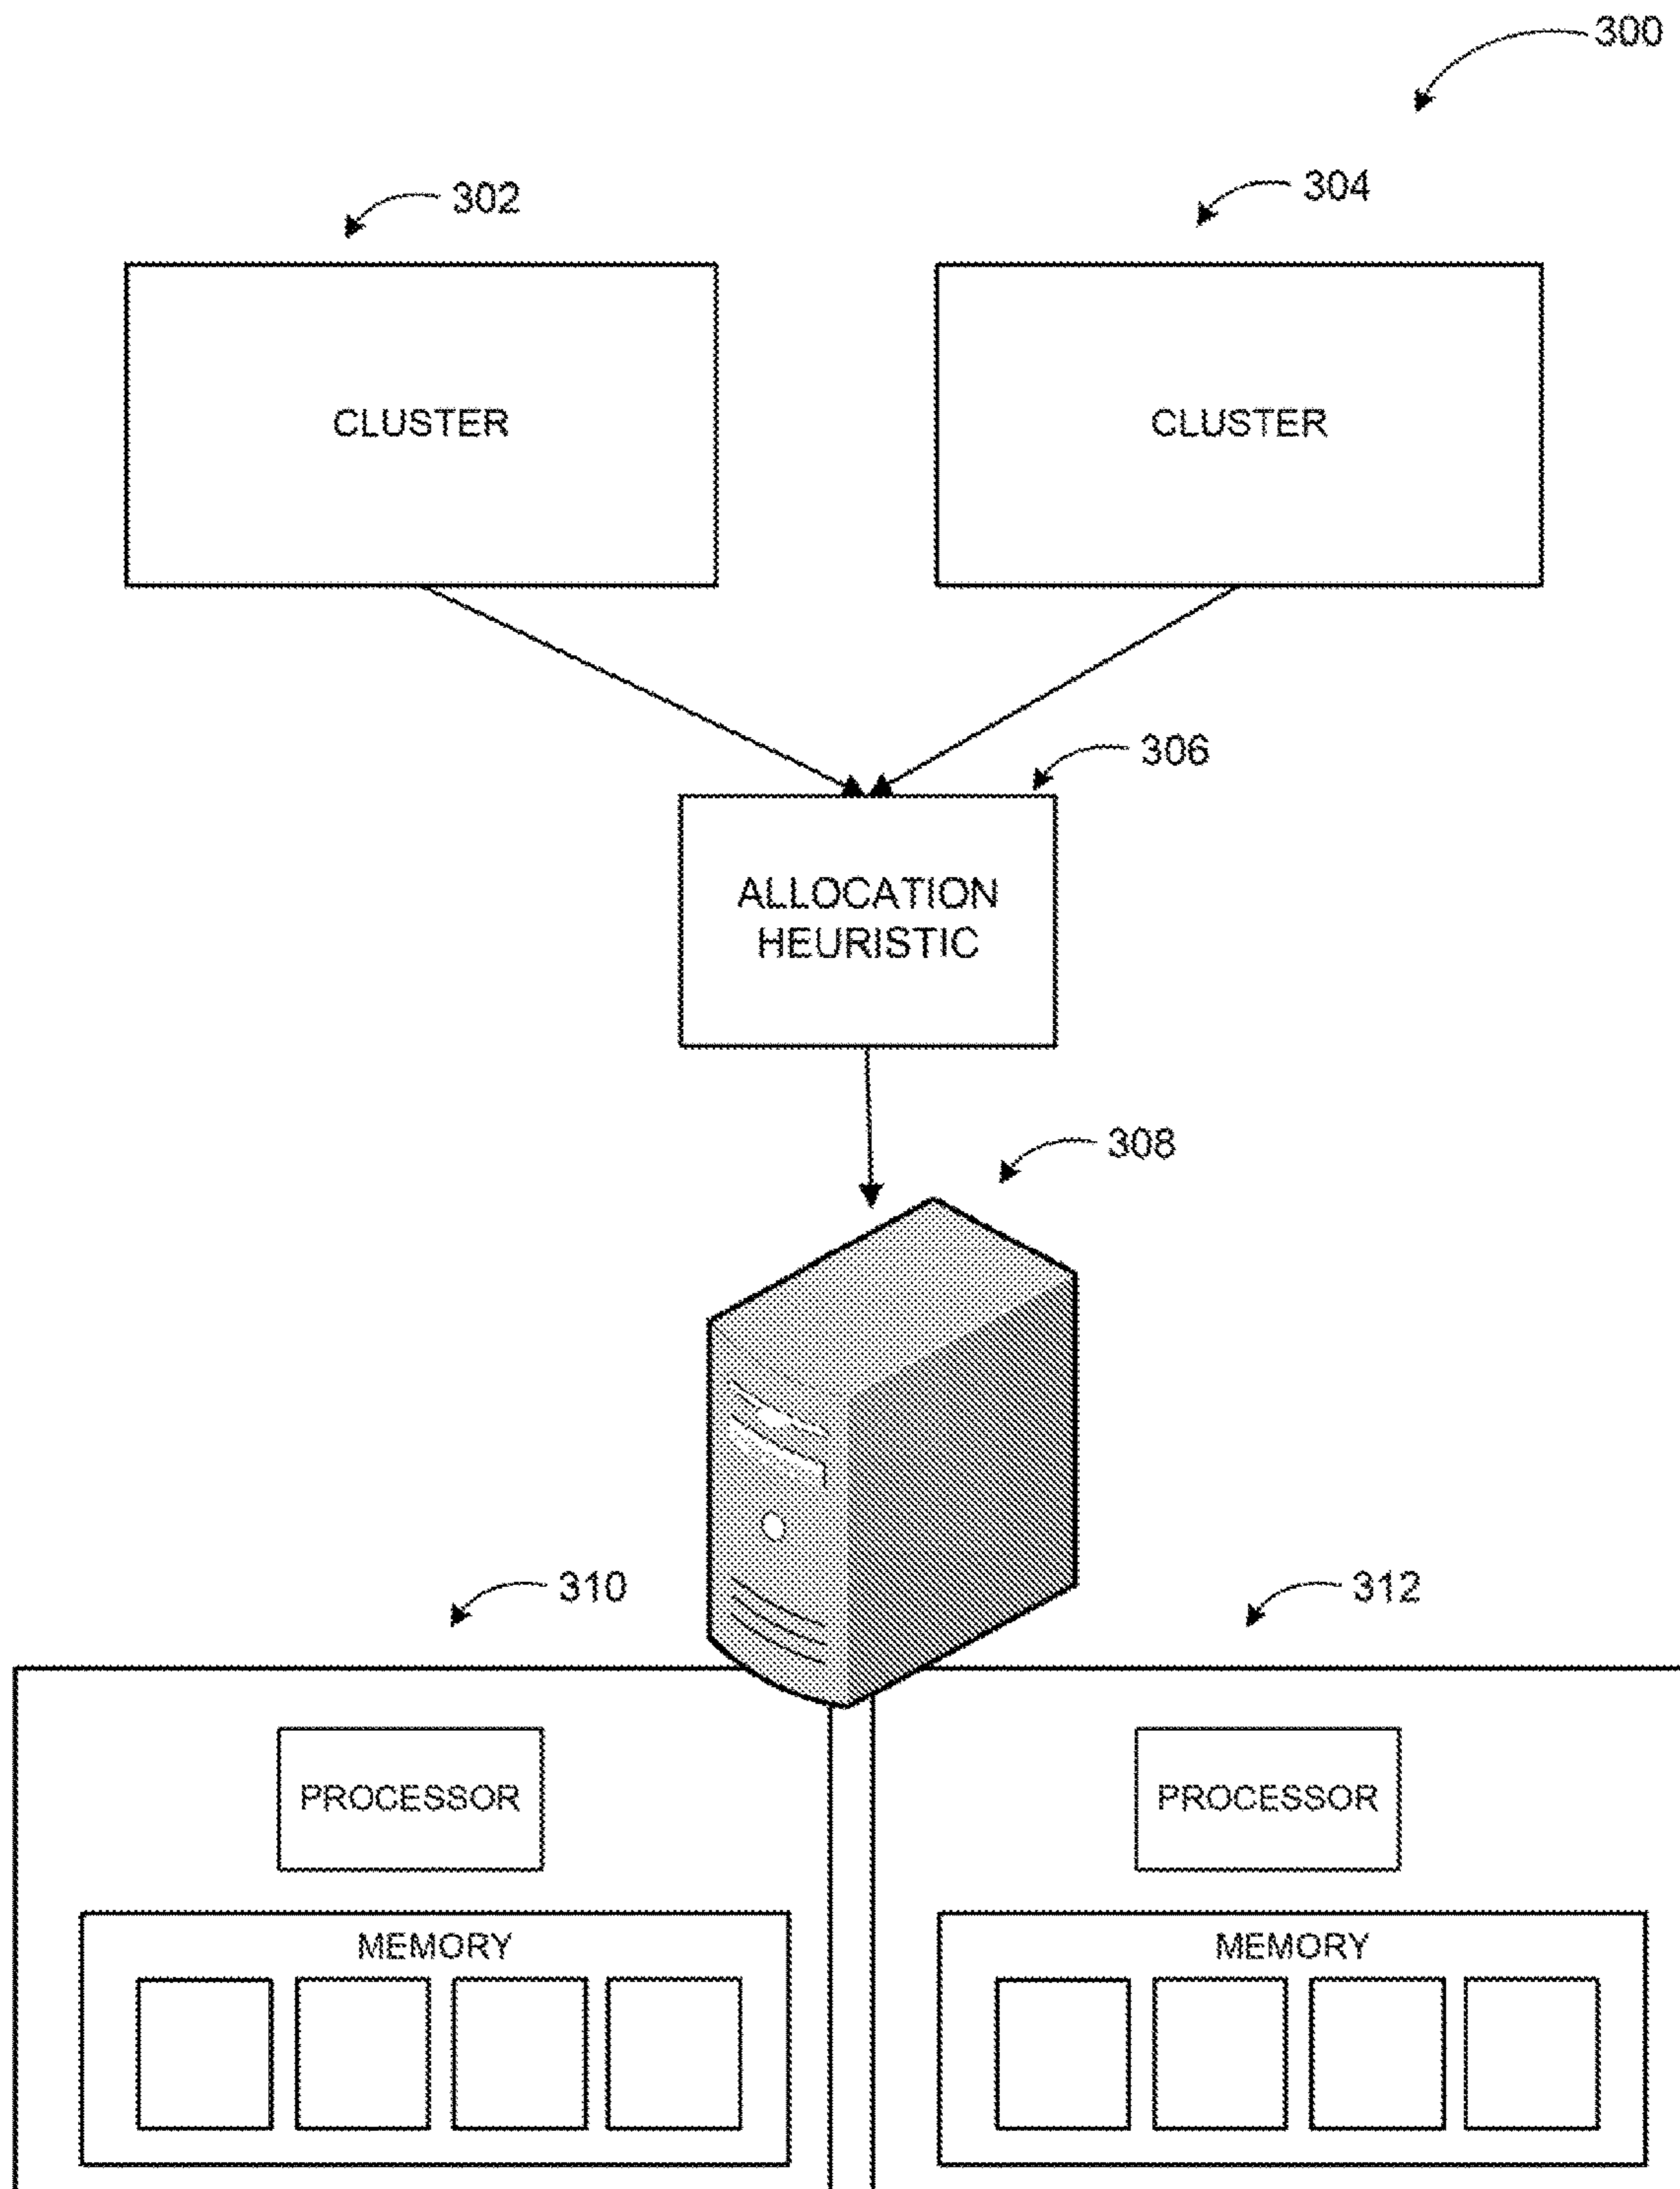 300
302
304
CLUSTER
CLUSTER
306
ALLOCATION
HEURISTIC
308
310
312
PROCESSOR
PROCESSOR
MEMORY
MEMORY